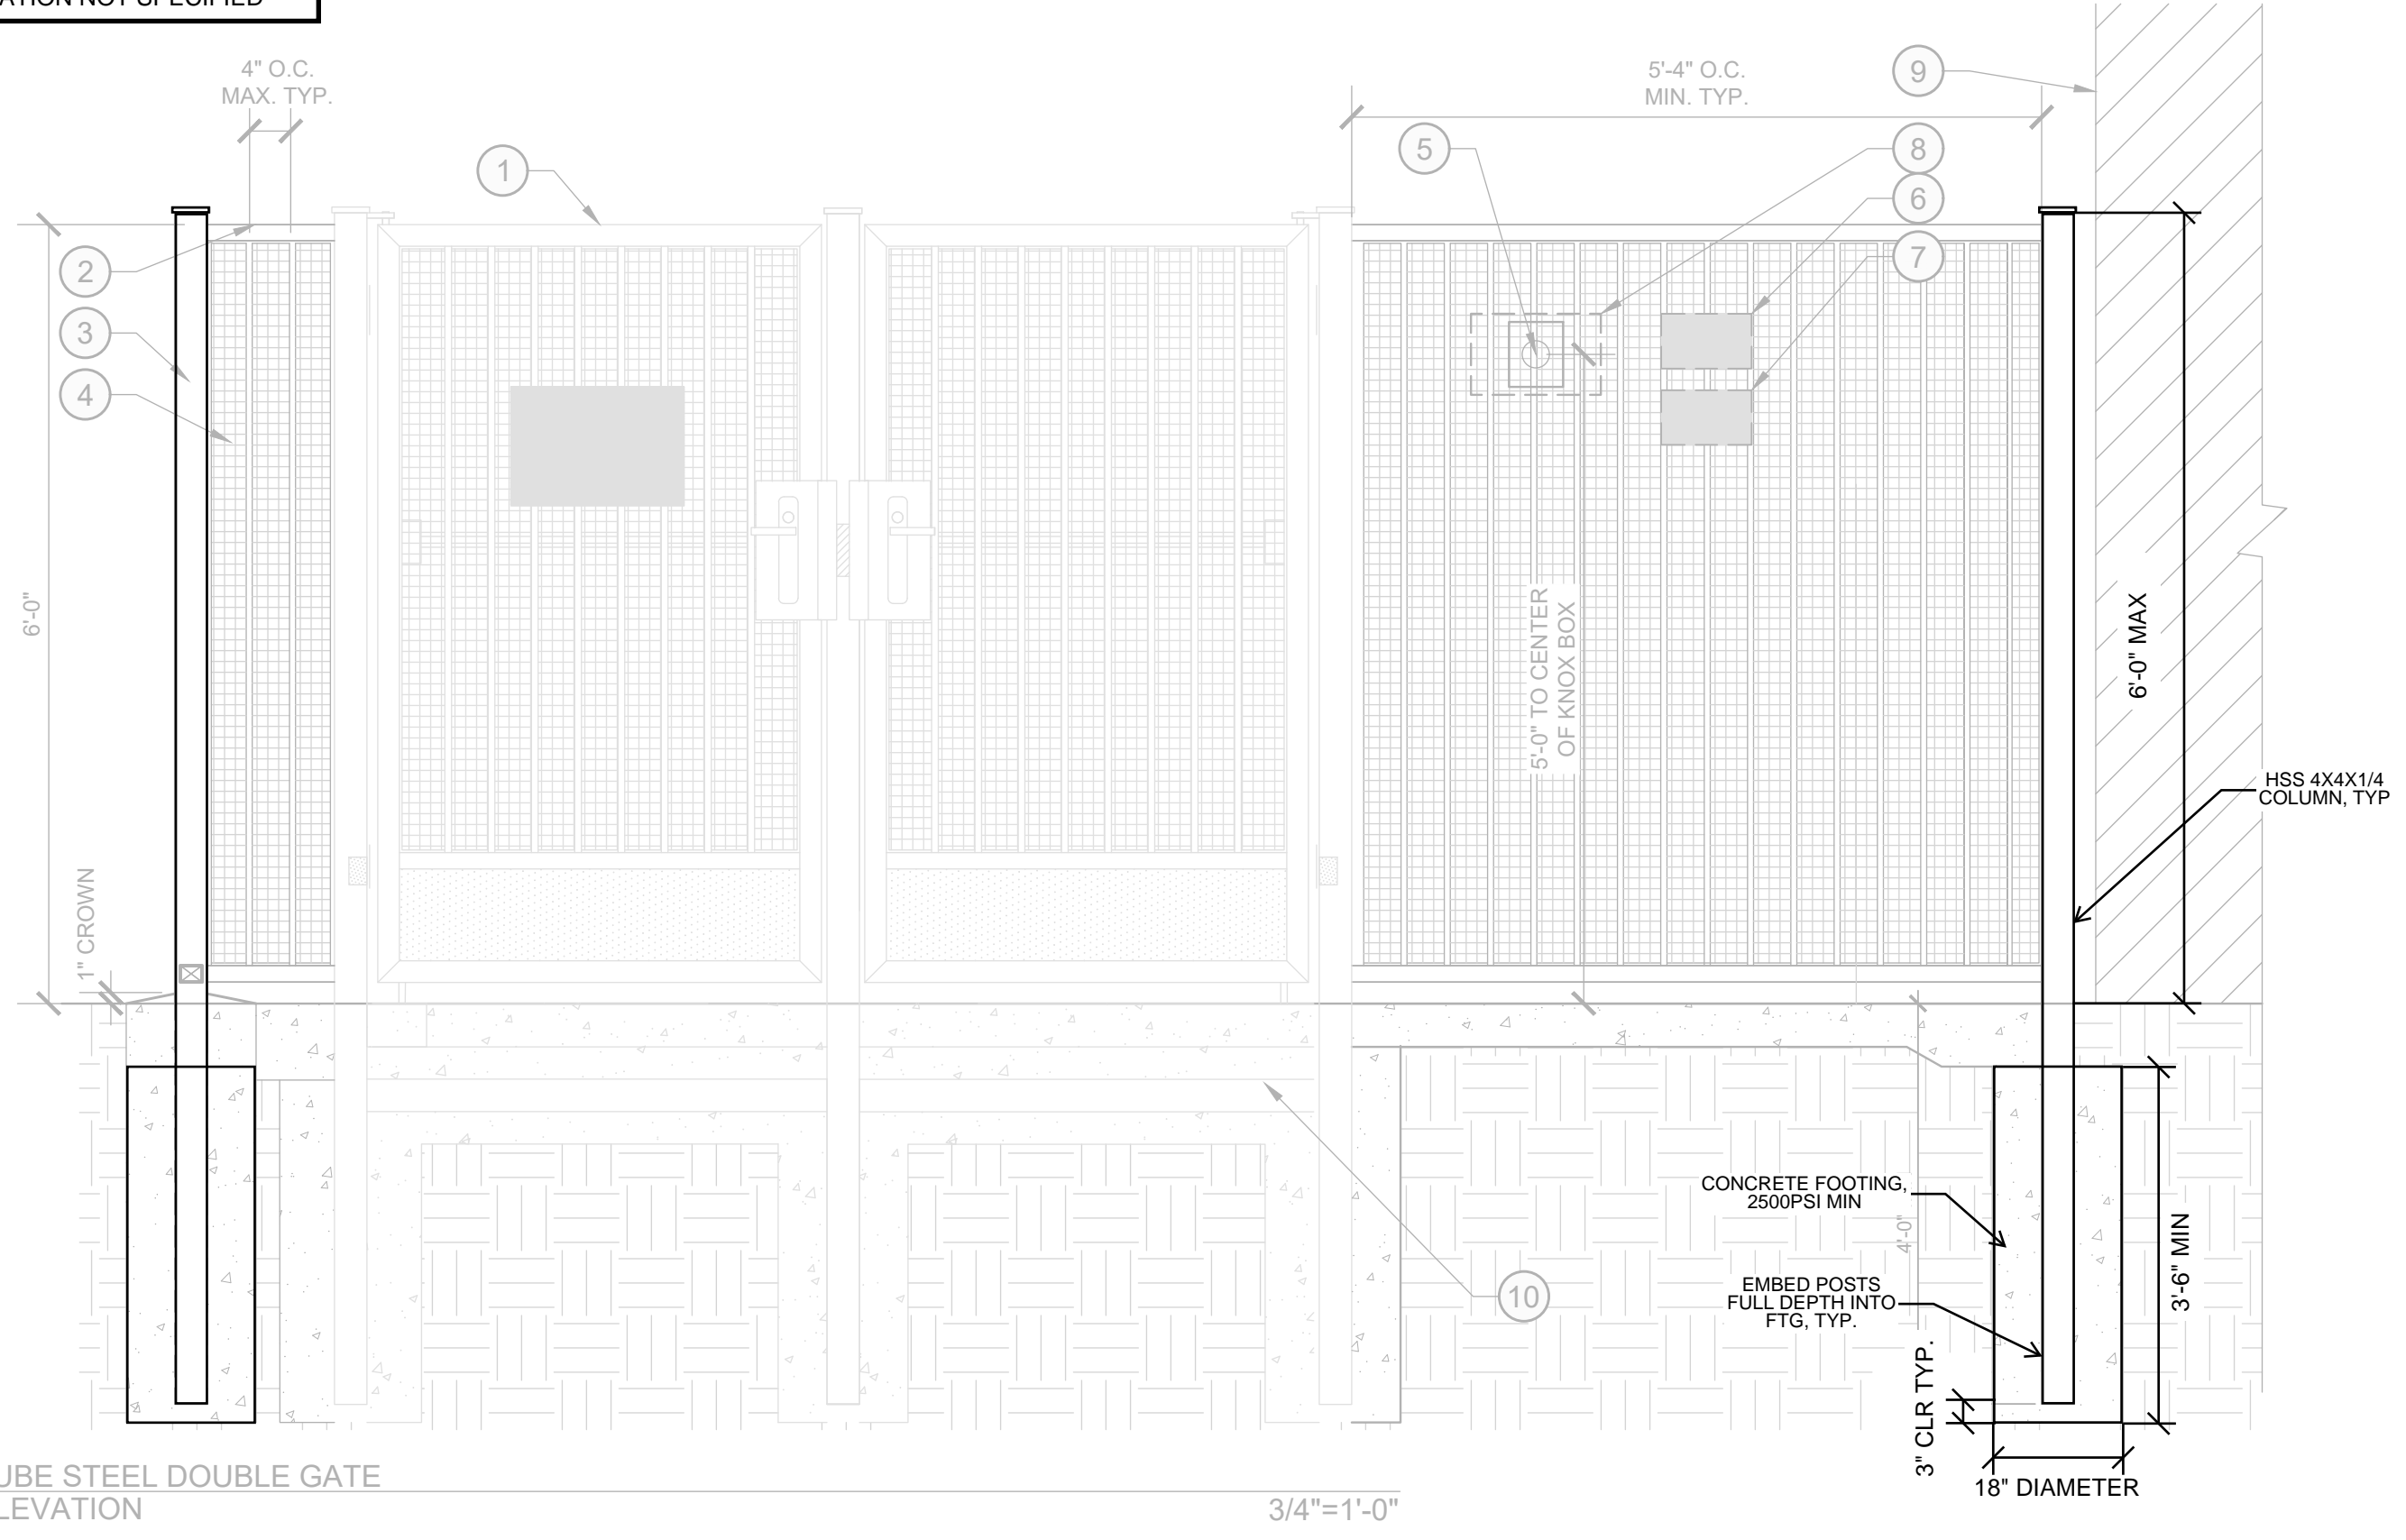 4" O.C.
MAX. TYP.
5'-4" O.C.
MIN. TYP.
9
1
5
8
6
7
2
3
4
6'-0"
5'-0" TO CENTER
OF KNOX BOX
6'-0" MAX
HSS 4X4X1/4
COLUMN, TYP
1" CROWN
CONCRETE FOOTING,
2500PSI MIN
4'-0"
3'-6" MIN
EMBED POSTS
FULL DEPTH INTO
FTG, TYP.
10
3" CLR TYP.
18" DIAMETER
STEEL DOUBLE GATE
3/4"=1'-0"